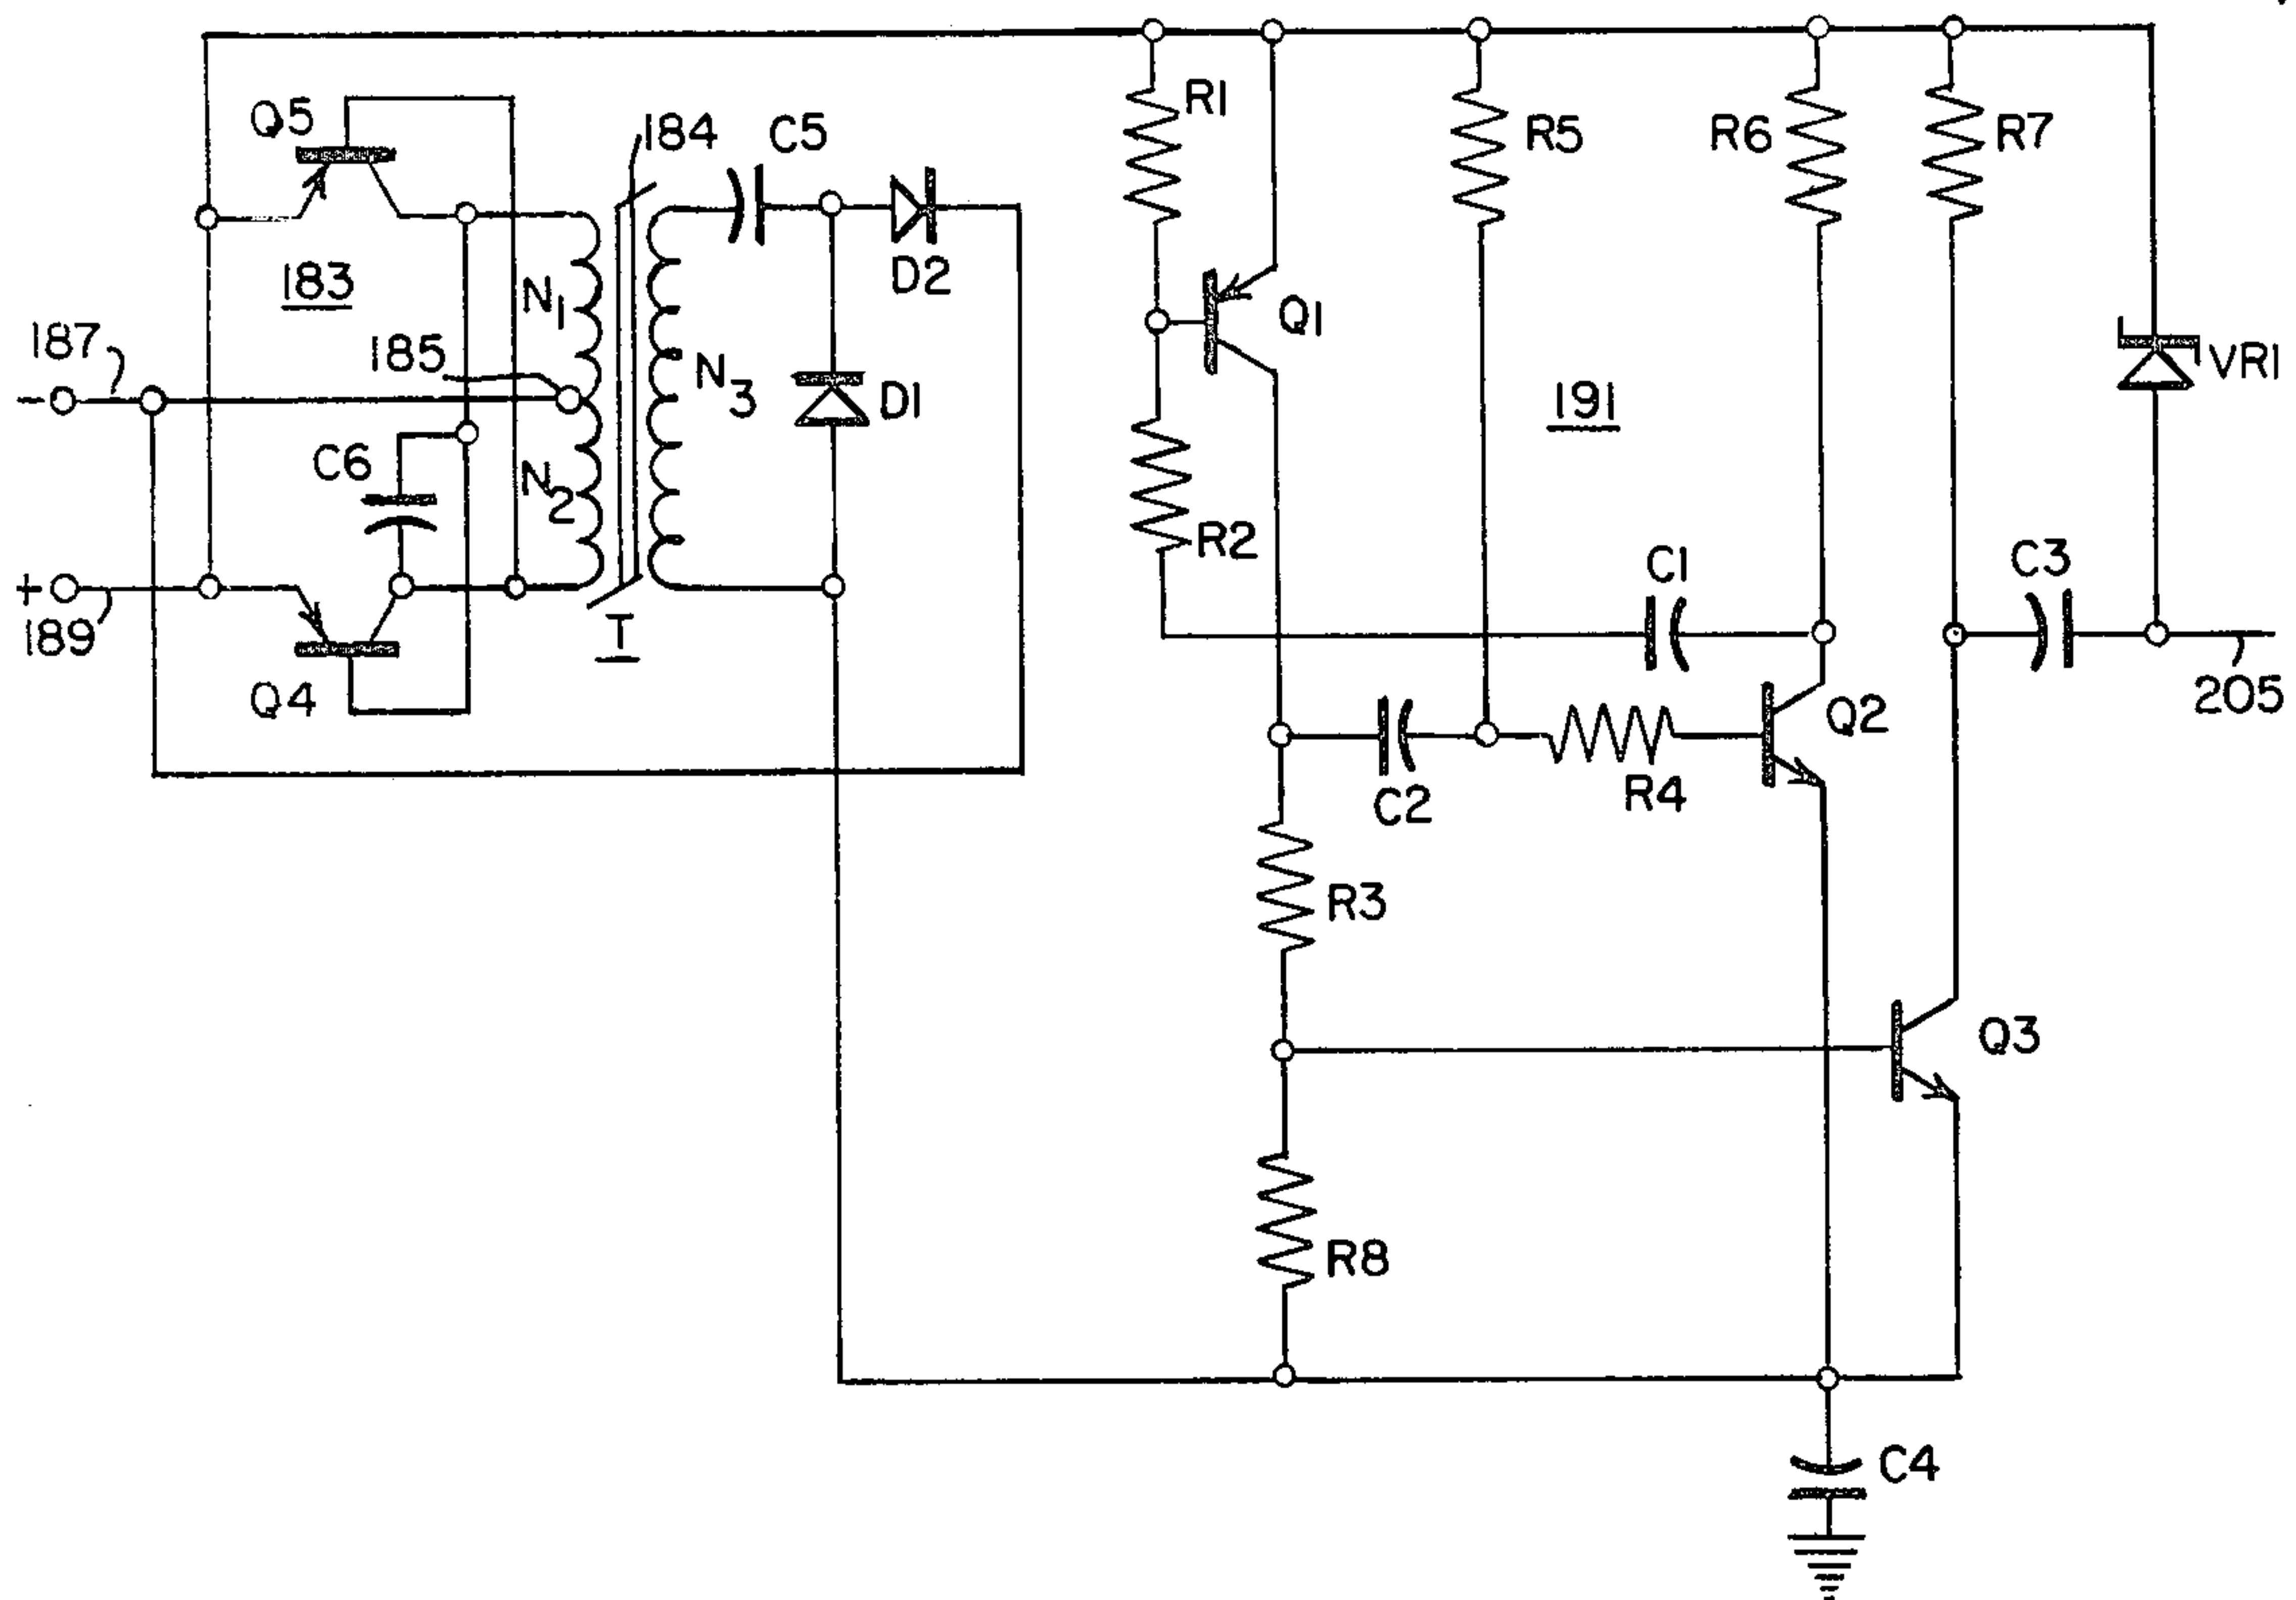 R1
Q5
184
C5
R5
R6
R7
183
D2
N1
Q1
187
185
N3
D1
191
VR1
-
C6
N2
R2
C1
C3
+
189
T
Q4
205
Q2
C2
R4
R3
Q3
R8
C4